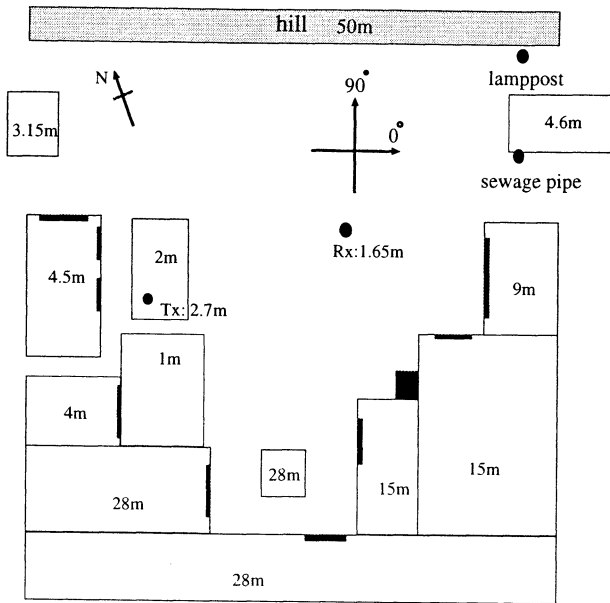 hill 50m
lamppost
N
90°
0°
3.15m
4.6m
sewage pipe
2m
Rx:1.65m
4.5m
9m
Tx: 2.7m
1m
4m
28m
15m
15m
28m
28m